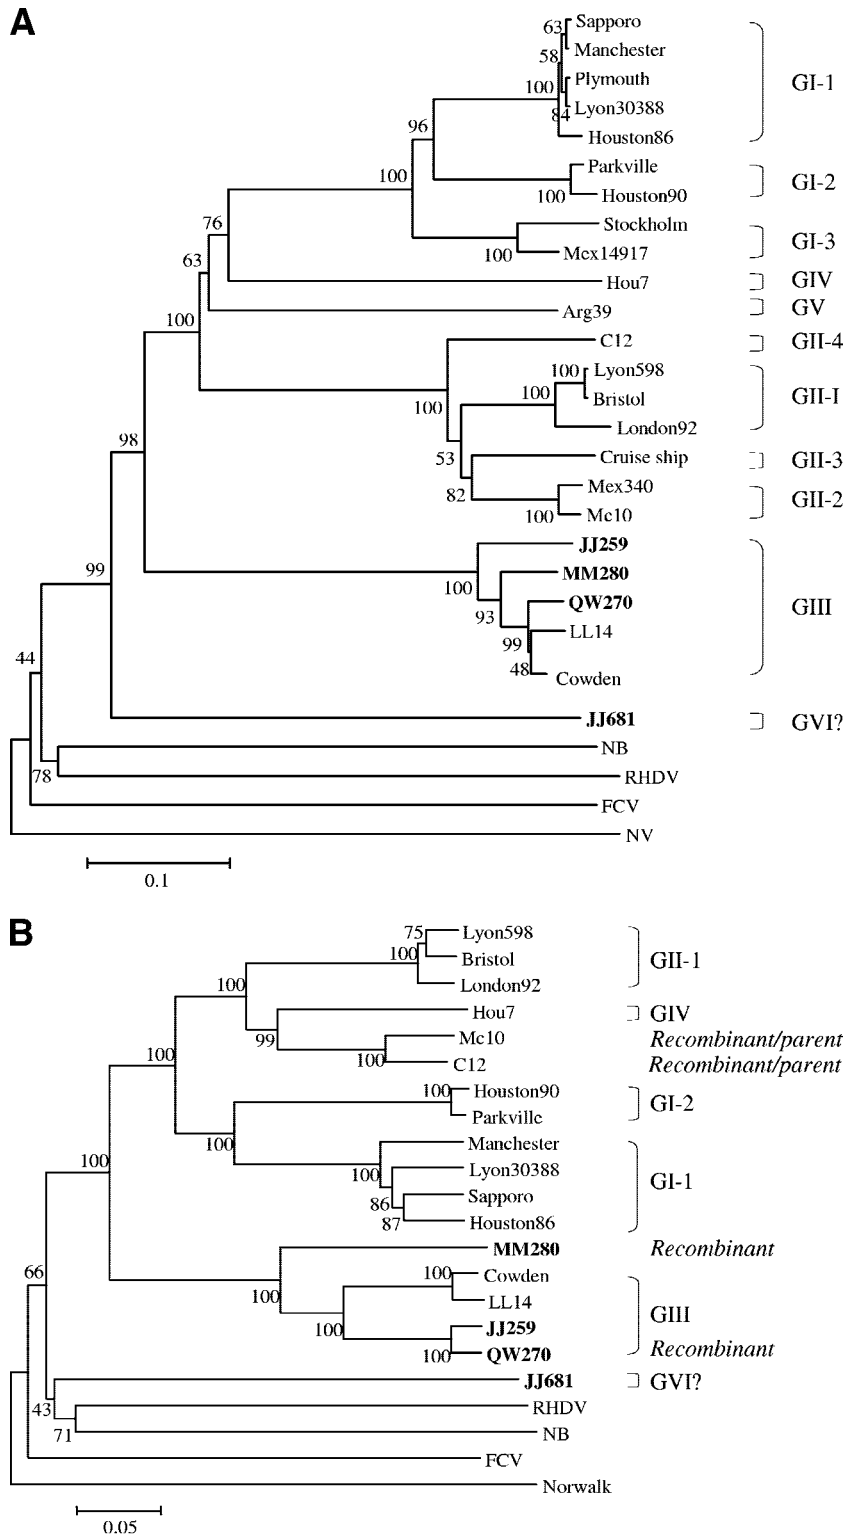 A
63
Sapporo
58
Manchester
100
Plymouth
GI-1
84
Lyon30388
Houston86
96
100
Parkville
GI-2
100
Houston90
Stockholm
GI-3
100
Mex14917
76
63
Hou7
GIV
Arg39
GV
100
C12
GII-4
100
Lyon598
100
Bristol
GII-I
100
London92
98
53
Cruise ship
GII-3
82
Mex340
GII-2
100
Mc10
JJ259
100
MM280
93
QW270
GIII
99
LL14
48
Cowden
99
44
JJ681
GVI?
NB
78
RHDV
FCV
NV
0.1
B
75
Lyon598
100
Bristol
GII-1
London92
100
Hou7
GIV
99
Mc10
Recombinant/parent
100
C12
Recombinant/parent
100
100
Houston90
GI-2
Parkville
100
Manchester
100
Lyon30388
GI-1
86
Sapporo
87
Houston86
100
MM280
Recombinant
100
100
Cowden
LL14
GIII
100
JJ259
100
QW270
Recombinant
66
JJ681
GVI?
43
RHDV
71
NB
FCV
Norwalk
0.05